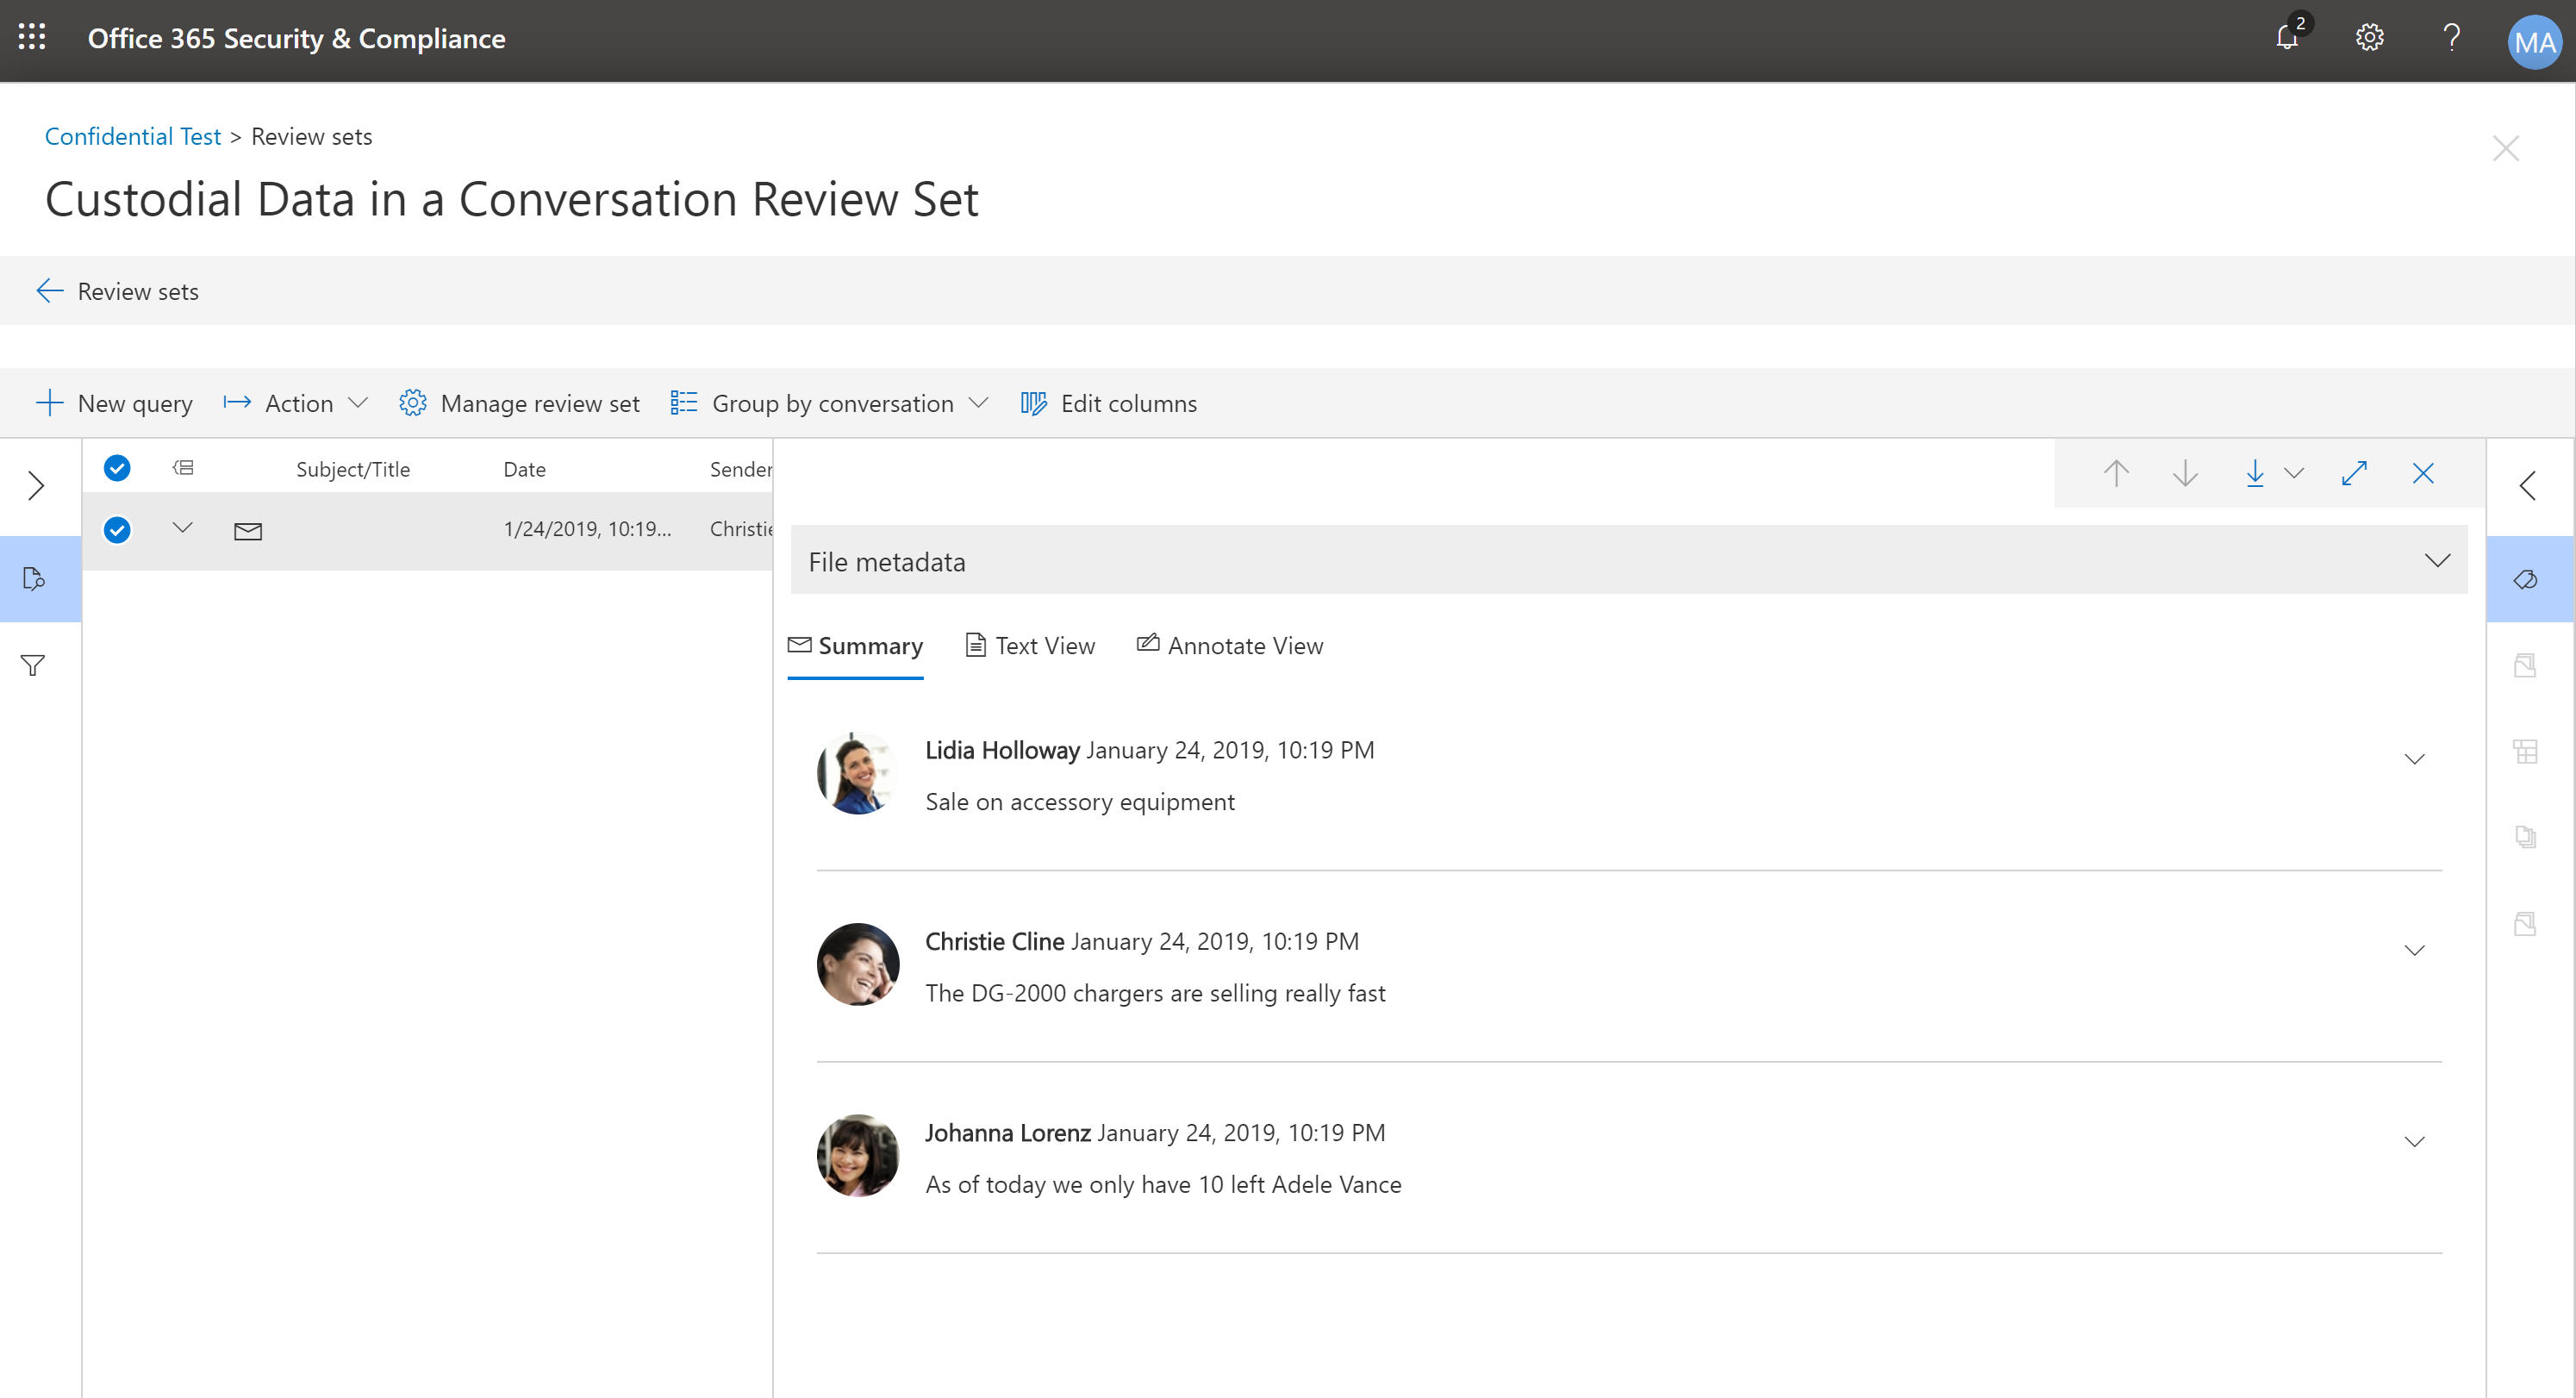 Office 365 Security & Compliance
2
MA
Confidential Test > Review sets
Custodial Data in a Conversation Review Set
Review sets
New query Action Manage review set Group by conversation Edit columns
Subject/Title Date Sender
1/24/2019, 10:19... Christie
File metadata
Summary Text View Annotate View
Lidia Holloway January 24, 2019, 10:19 PM
Sale on accessory equipment
Christie Cline January 24, 2019, 10:19 PM
The DG-2000 chargers are selling really fast
Johanna Lorenz January 24, 2019, 10:19 PM
As of today we only have 10 left Adele Vance